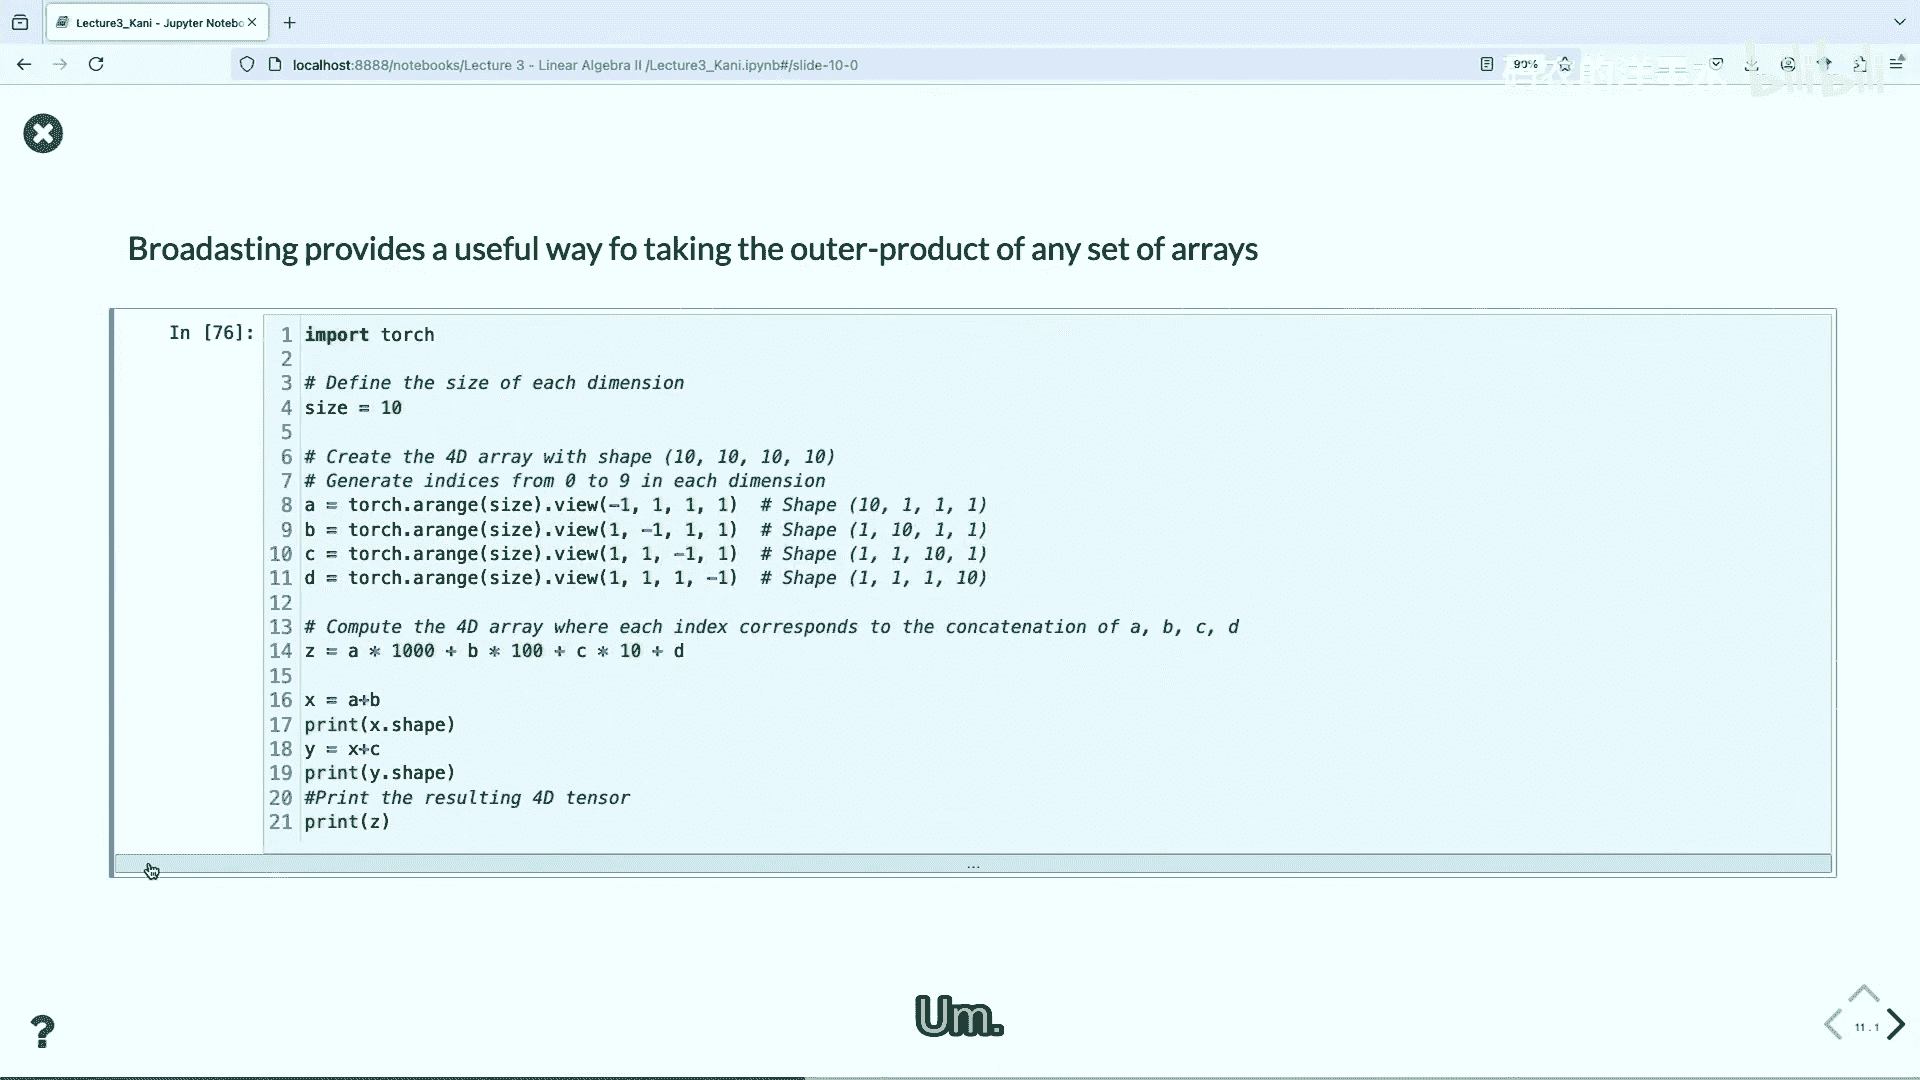 Lecture3_Kani - Jupyter Notebo
localhost:8888/notebooks/Lecture 3 - Linear Algebra II /Lecture3_Kani.ipynb#/slide-10-0
90%
bilibili
Broadasting provides a useful way fo taking the outer-product of any set of arrays
In [76]:
1 import torch
2
3 # Define the size of each dimension
4 size = 10
5
6 # Create the 4D array with shape (10, 10, 10, 10)
7 # Generate indices from 0 to 9 in each dimension
8 a = torch.arange(size).view(-1, 1, 1, 1)  # Shape (10, 1, 1, 1)
9 b = torch.arange(size).view(1, -1, 1, 1)  # Shape (1, 10, 1, 1)
10 c = torch.arange(size).view(1, 1, -1, 1)  # Shape (1, 1, 10, 1)
11 d = torch.arange(size).view(1, 1, 1, -1)  # Shape (1, 1, 1, 10)
12
13 # Compute the 4D array where each index corresponds to the concatenation of a, b, c, d
14 z = a * 1000 + b * 100 + c * 10 + d
15
16 x = a+b
17 print(x.shape)
18 y = x+c
19 print(y.shape)
20 #Print the resulting 4D tensor
21 print(z)
...
Um.
?
11.1